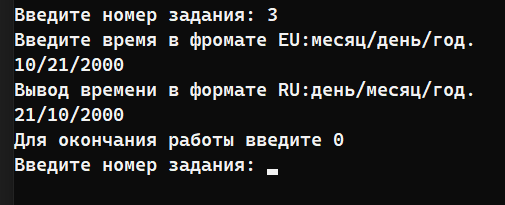 Введите номер задания: 3
Введите время в фромате EU:месяц/день/год.
10/21/2000
Вывод времени в формате RU:день/месяц/год.
21/10/2000
Для окончания работы введите 0
Введите номер задания: